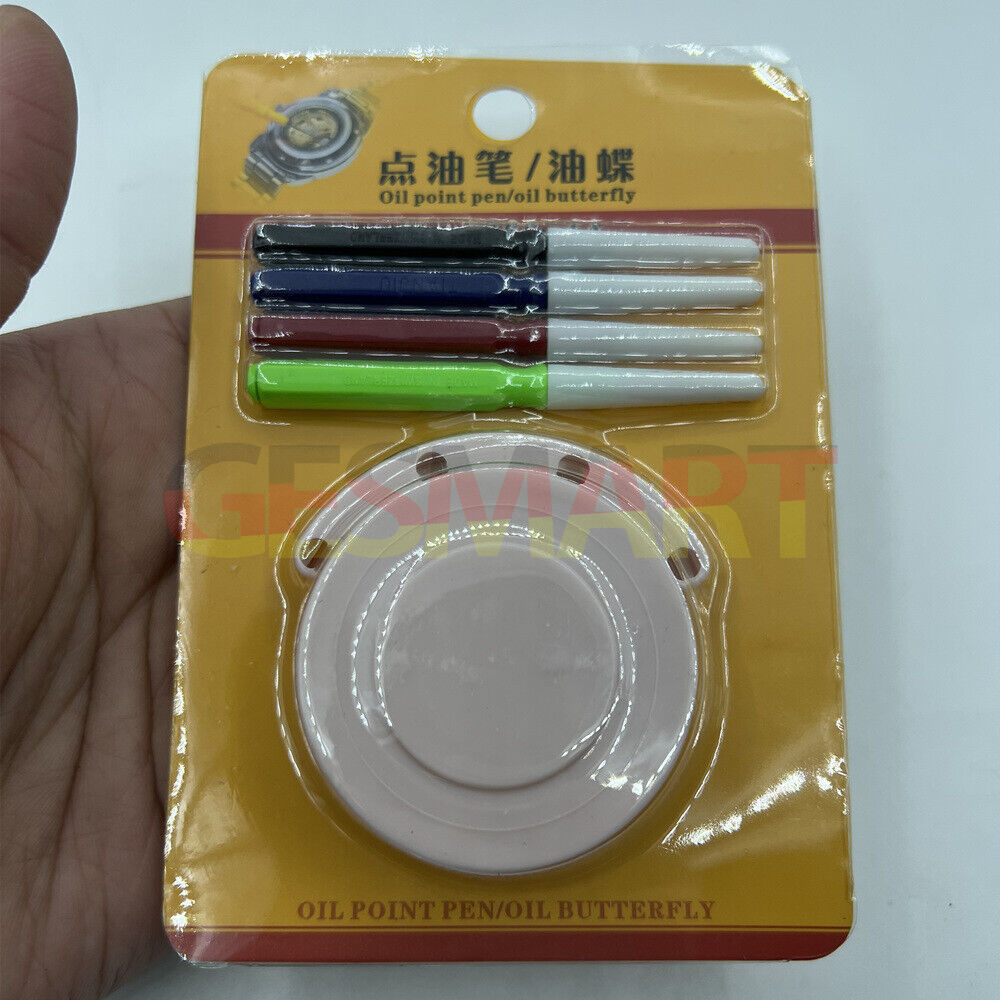 点油笔/油蝶
Oil point pen/oil butterfly
GESMART
OIL POINT PEN/OIL BUTTERFLY